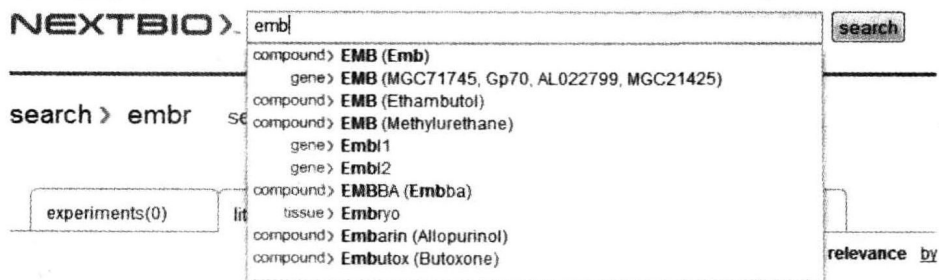 NEXTBIO
emb
search
compound› EMB (Emb)
gene› EMB (MGC71745, Gp70, AL022799, MGC21425)
compound› EMB (Ethambutol)
search › embr
compound› EMB (Methylurethane)
gene› Embl1
gene› Embl2
compound› EMBBA (Embba)
experiments(0)
tissue› Embryo
compound› Embarin (Allopurinol)
compound› Embutox (Butoxone)
relevance by